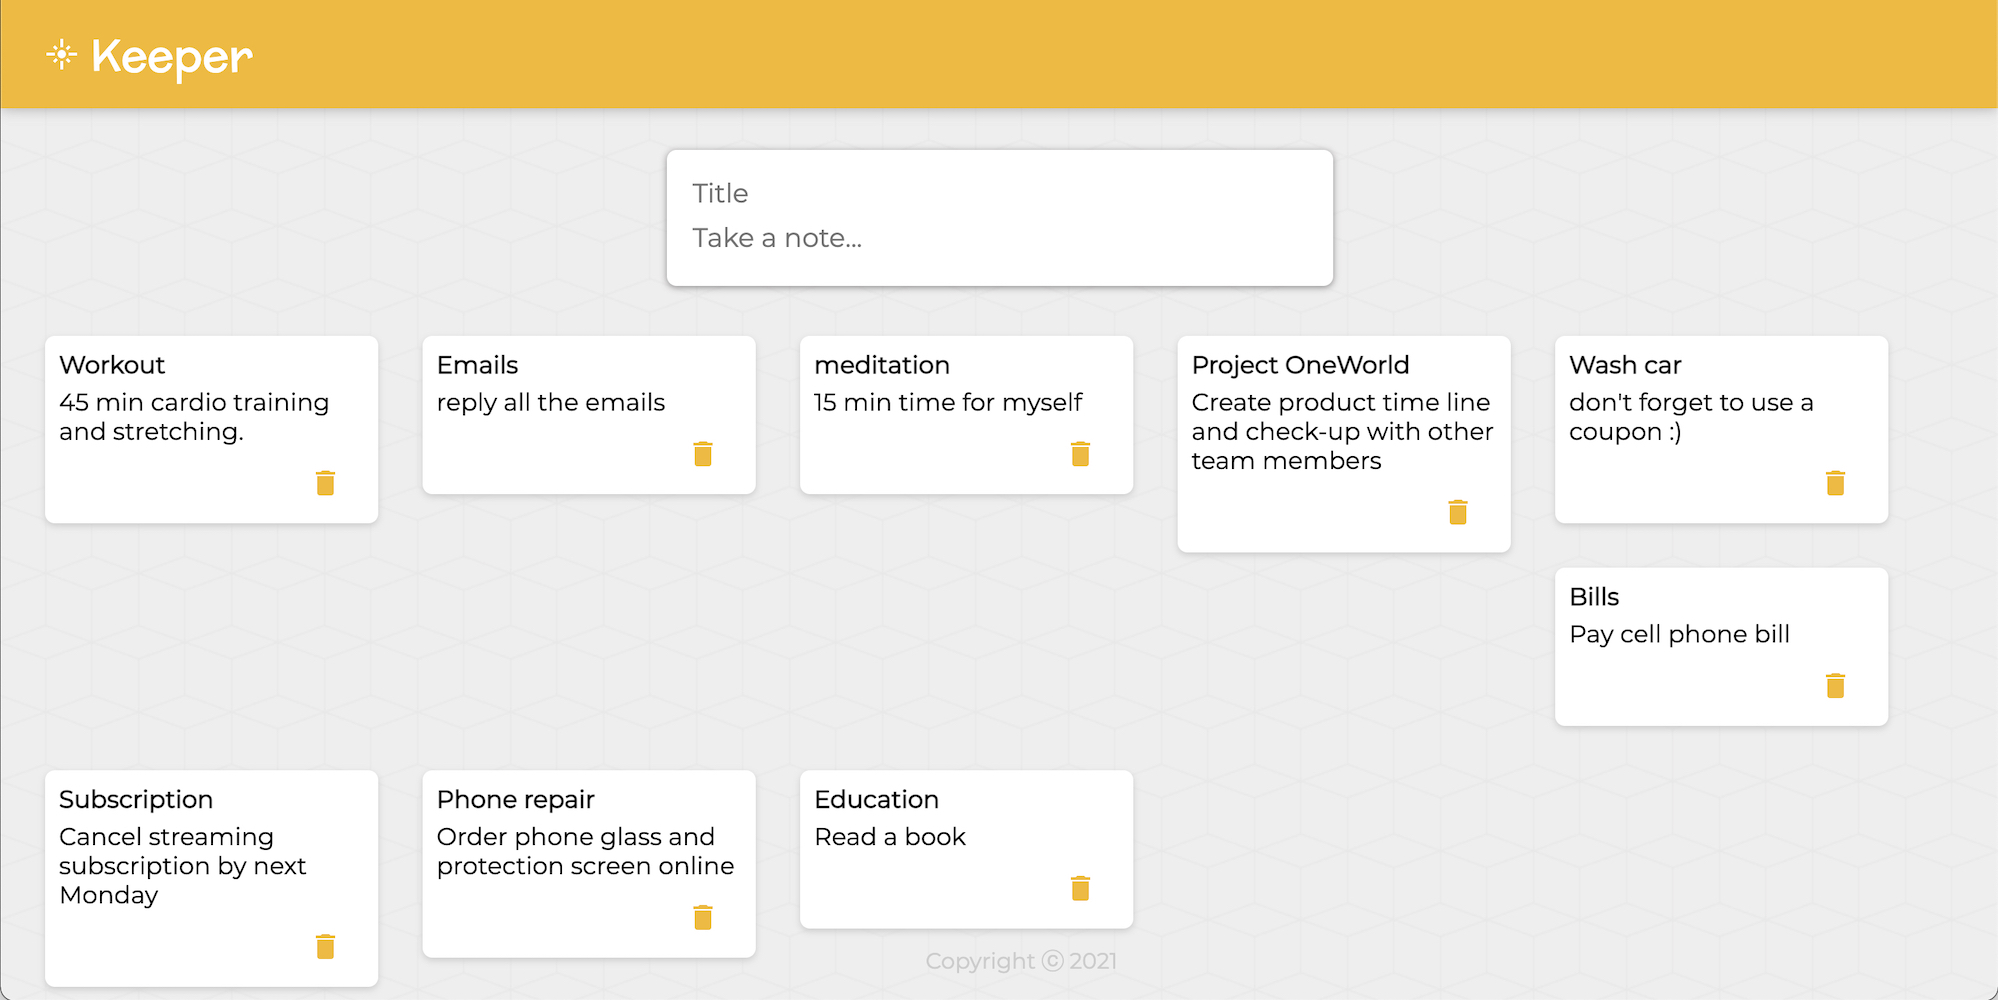 Keeper
Title
Take a note...
Workout
45 min cardio training
and stretching.
Emails
reply all the emails
meditation
15 min time for myself
Project OneWorld
Create product time line
and check-up with other
team members
Wash car
don't forget to use a
coupon :)
Bills
Pay cell phone bill
Subscription
Cancel streaming
subscription by next
Monday
Phone repair
Order phone glass and
protection screen online
Education
Read a book
Copyright © 2021